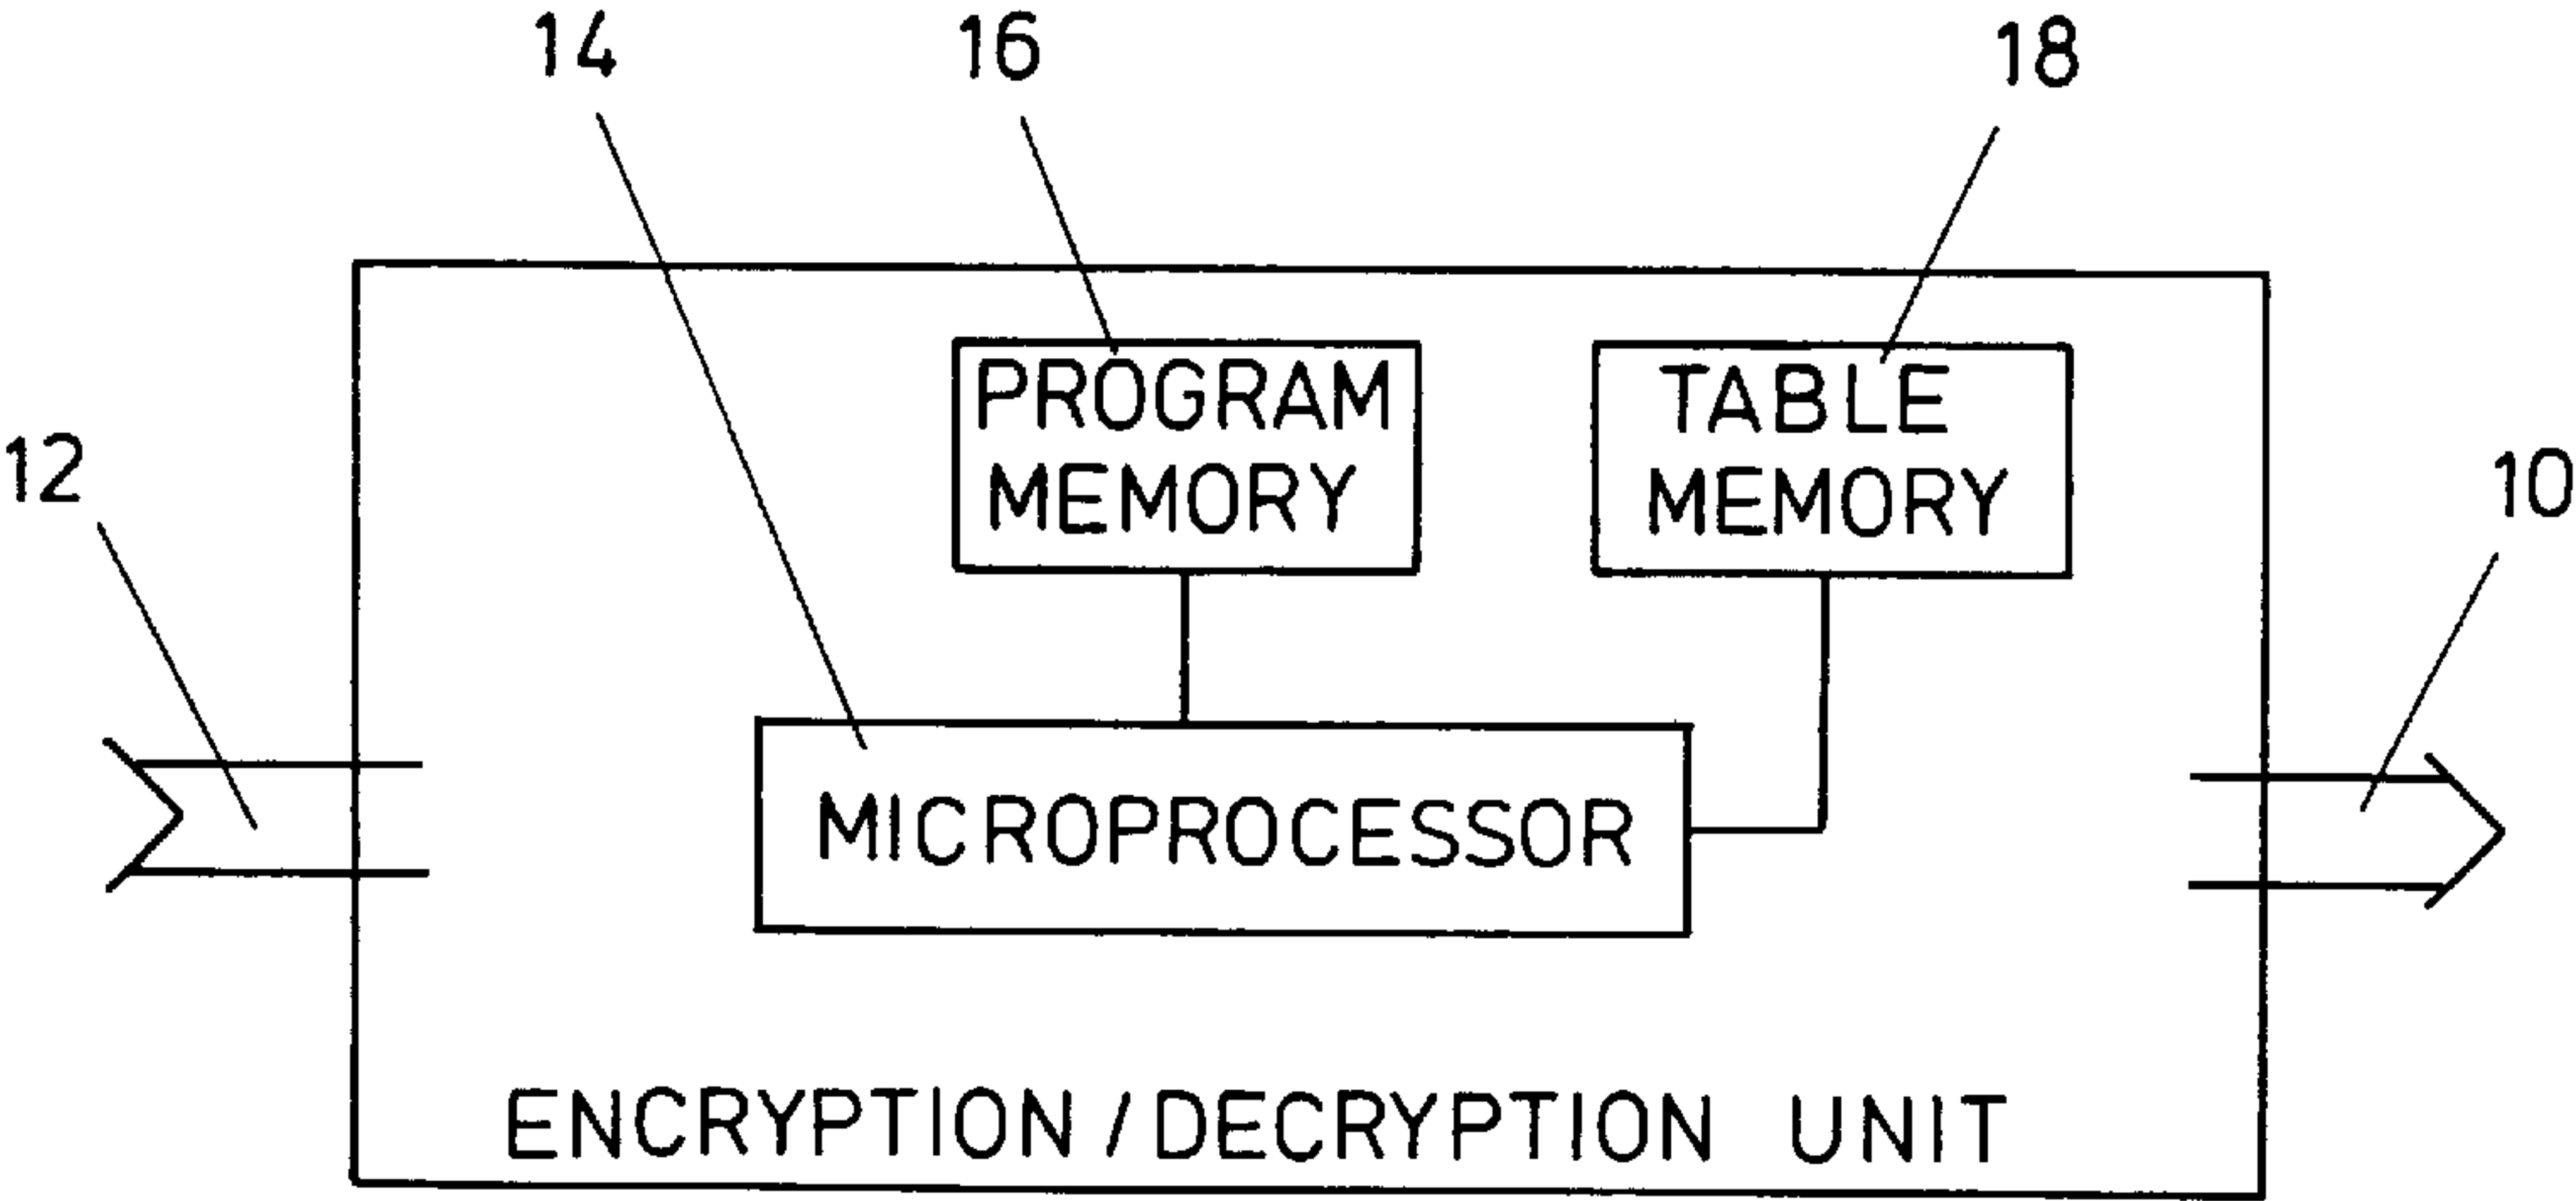 14
16
18
PROGRAM
MEMORY
TABLE
MEMORY
12
10
MICROPROCESSOR
ENCRYPTION / DECRYPTION UNIT